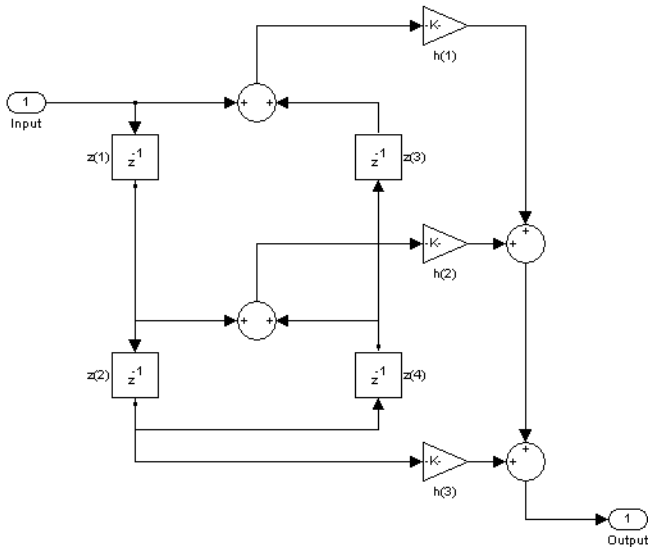 -K-
h(1)
1
Input
+ +
z(1)
z-1
z-1
z(3)
+
-K-
+
h(2)
+ +
z(2)
z-1
z-1
z(4)
+
-K-
+
h(3)
1
Output